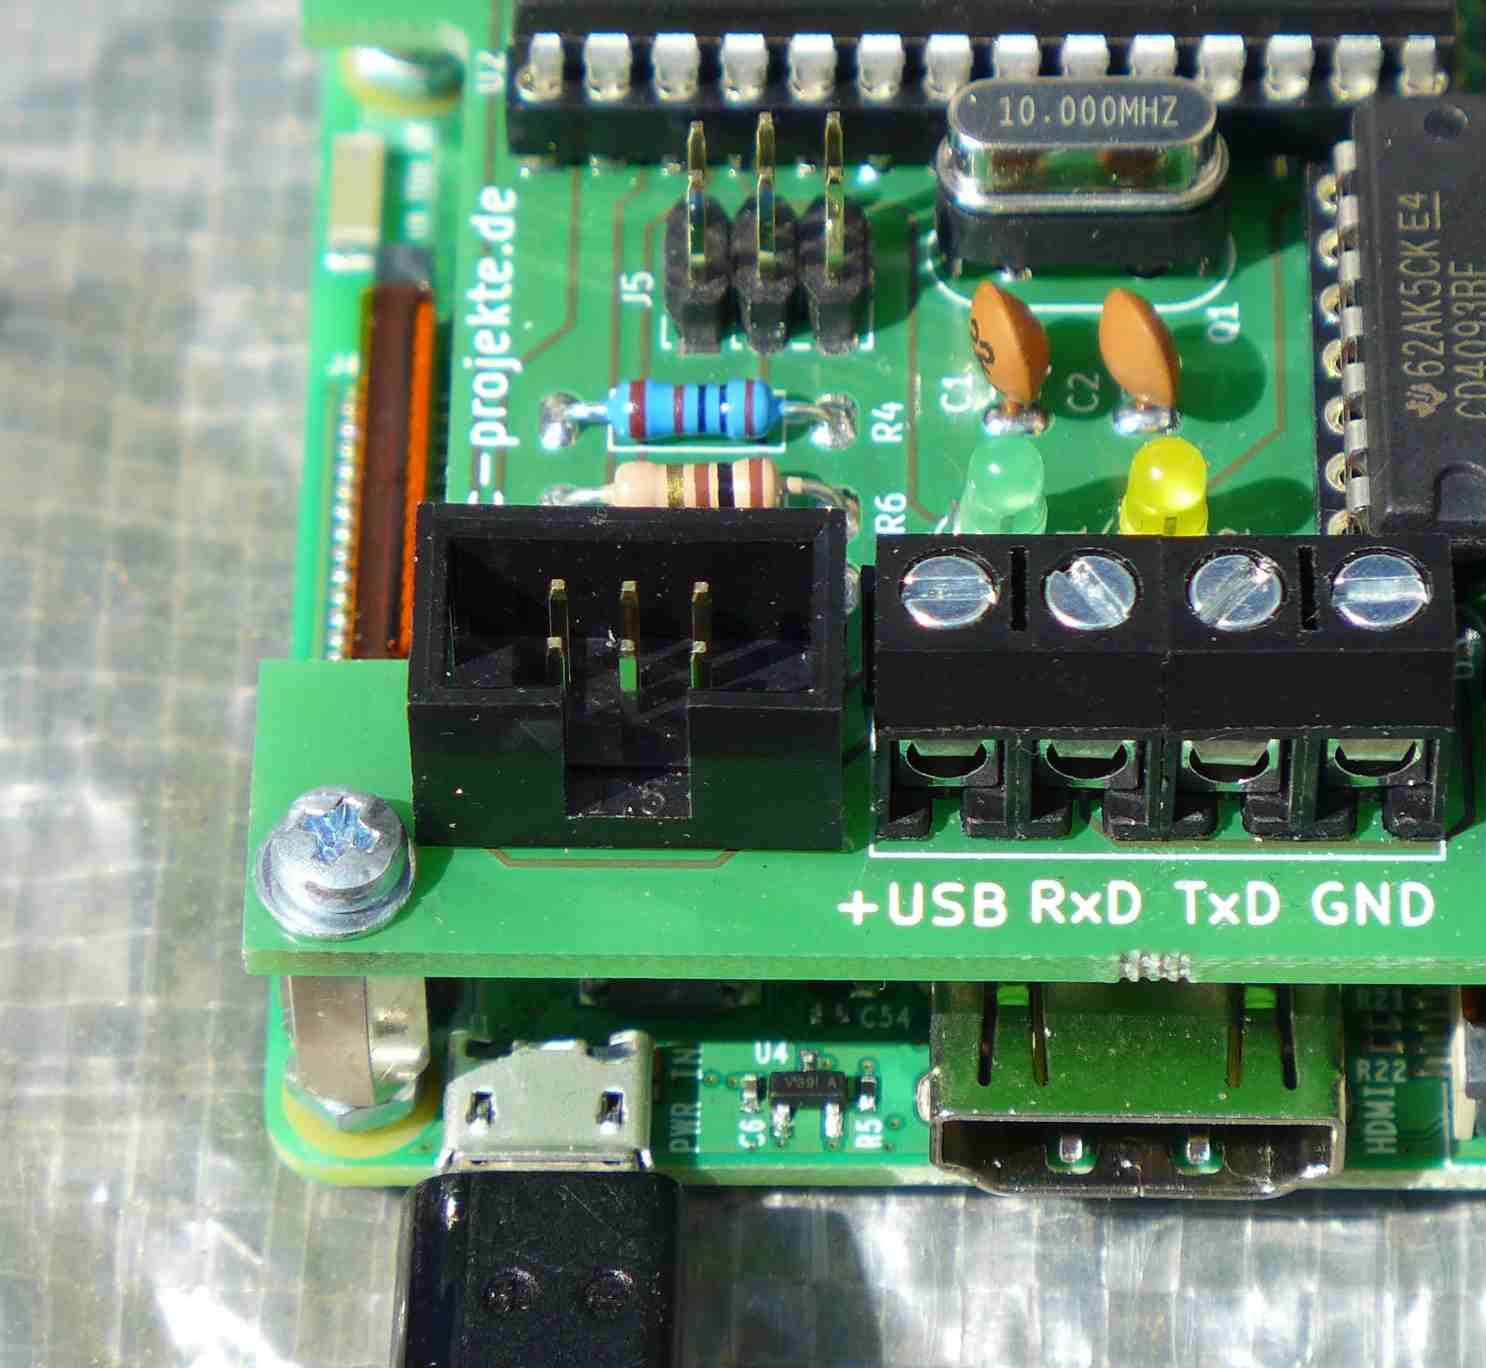 U2
10.000MHZ
-projekte.de
J5
Q1
62AK5CK E4
CD4093BE
C1
C2
R4
R6
+USB RxD TxD GND
C54
R21
U4
PWR IN
R22
HDMI
C6
R5